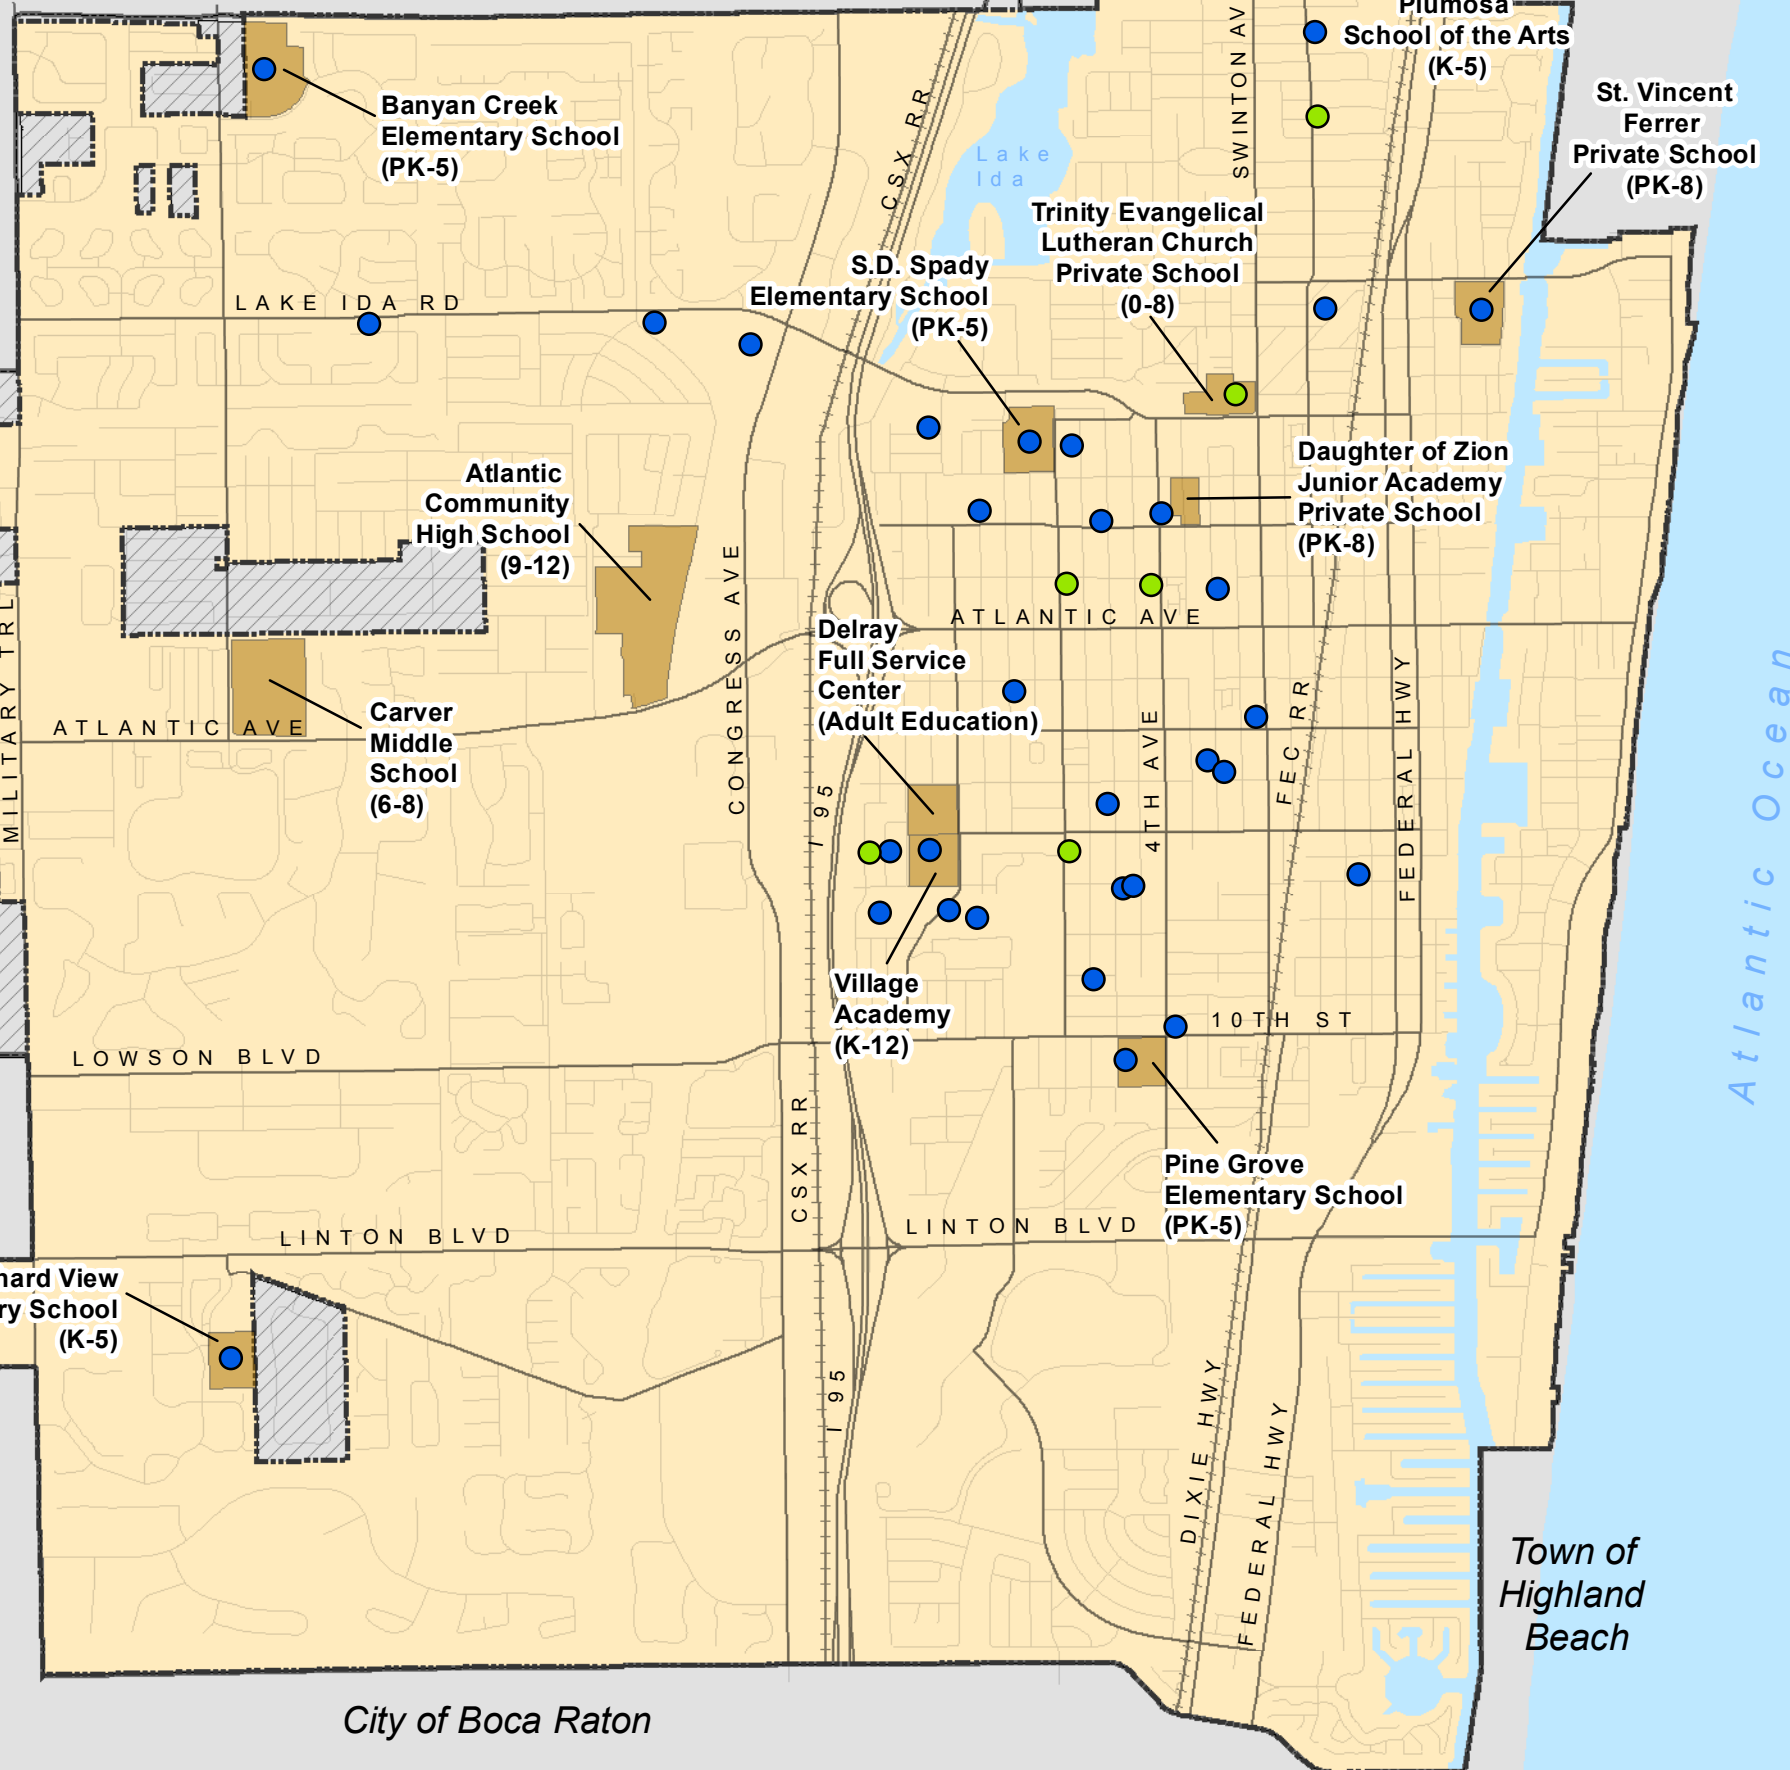 Plumosa
School of the Arts
(K-5)
SWINTON AV
St. Vincent
Ferrer
Private School
(PK-8)
Banyan Creek
Elementary School
(PK-5)
CSX RR
Lake
Ida
Trinity Evangelical
Lutheran Church
Private School
(0-8)
S.D. Spady
Elementary School
(PK-5)
LAKE IDA RD
Daughter of Zion
Junior Academy
Private School
(PK-8)
Atlantic
Community
High School
(9-12)
CONGRESS AVE
ATLANTIC AVE
MILITARY TRL
Delray
Full Service
Center
(Adult Education)
ATLANTIC AVE
Carver
Middle
School
(6-8)
I 95
4TH AVE
FEC RR
FEDERAL HWY
Atlantic Ocean
Village
Academy
(K-12)
10TH ST
LOWSON BLVD
CSX RR
Pine Grove
Elementary School
(PK-5)
LINTON BLVD
LINTON BLVD
hard View
ry School
(K-5)
I 95
DIXIE HWY
FEDERAL HWY
Town of
Highland
Beach
City of Boca Raton